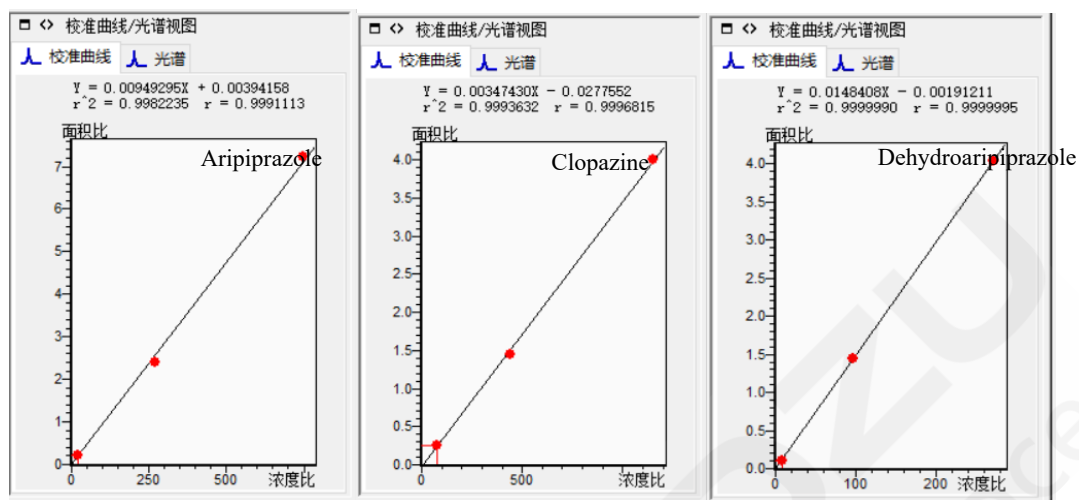 校准曲线/光谱视图
校准曲线 光谱
Y = 0.00949295X + 0.00394158
r^2 = 0.9982235 r = 0.9991113
面积比
Aripiprazole
7
6
5
4
3
2
1
0
0 250 500 浓度比
校准曲线/光谱视图
校准曲线 光谱
Y = 0.00347430X - 0.0277552
r^2 = 0.9993632 r = 0.9996815
面积比
Clopazine
4.0
3.5
3.0
2.5
2.0
1.5
1.0
0.5
0.0
0 500 浓度比
校准曲线/光谱视图
校准曲线 光谱
Y = 0.0148408X - 0.00191211
r^2 = 0.9999990 r = 0.9999995
面积比
Dehydroaripiprazole
4.0
3.5
3.0
2.5
2.0
1.5
1.0
0.5
0.0
0 100 200 浓度比